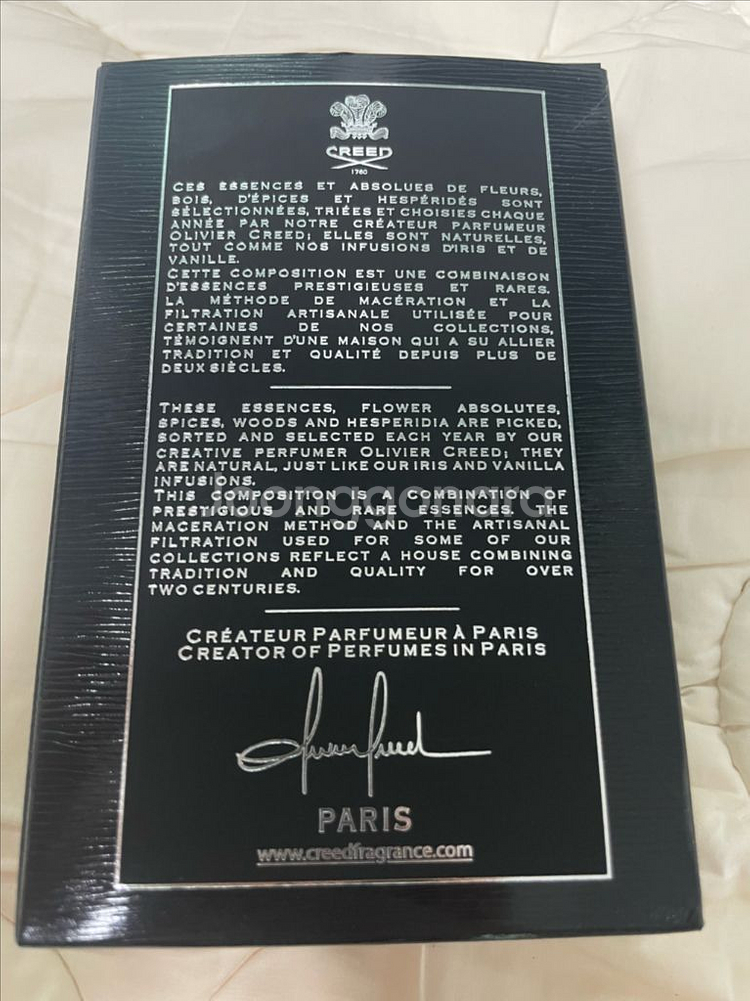 CREED
1760
CES ESSENCES ET ABSOLUES DE FLEURS,
BOIS, D'ÉPICES ET HESPÉRIDÉS SONT
SÉLECTIONNÉES, TRIÉES ET CHOISIES CHAQUE
ANNÉE PAR NOTRE CRÉATEUR PARFUMEUR
OLIVIER CREED; ELLES SONT NATURELLES,
TOUT COMME NOS INFUSIONS D'IRIS ET DE
VANILLE.
CETTE COMPOSITION EST UNE COMBINAISON
D'ESSENCES PRESTIGIEUSES ET RARES.
LA MÉTHODE DE MACÉRATION ET LA
FILTRATION ARTISANALE UTILISÉE POUR
CERTAINES DE NOS COLLECTIONS,
TÉMOIGNENT D'UNE MAISON QUI A SU ALLIER
TRADITION ET QUALITÉ DEPUIS PLUS DE
DEUX SIÈCLES.
THESE ESSENCES, FLOWER ABSOLUTES,
SPICES, WOODS AND HESPERIDIA ARE PICKED,
SORTED AND SELECTED EACH YEAR BY OUR
CREATIVE PERFUMER OLIVIER CREED; THEY
ARE NATURAL, JUST LIKE OUR IRIS AND VANILLA
INFUSIONS.
THIS COMPOSITION IS A COMBINATION OF
PRESTIGIOUS AND RARE ESSENCES. THE
MACERATION METHOD AND THE ARTISANAL
FILTRATION USED FOR SOME OF OUR
COLLECTIONS REFLECT A HOUSE COMBINING
TRADITION AND QUALITY FOR OVER
TWO CENTURIES.
Joonggonara
CRÉATEUR PARFUMEUR À PARIS
CREATOR OF PERFUMES IN PARIS
Olivier Creed
PARIS
www.creedfragrance.com